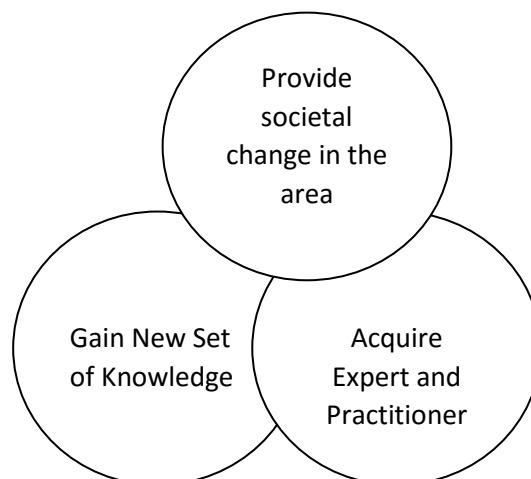 Provide
societal
change in the
area
Gain New Set
of Knowledge
Acquire
Expert and
Practitioner